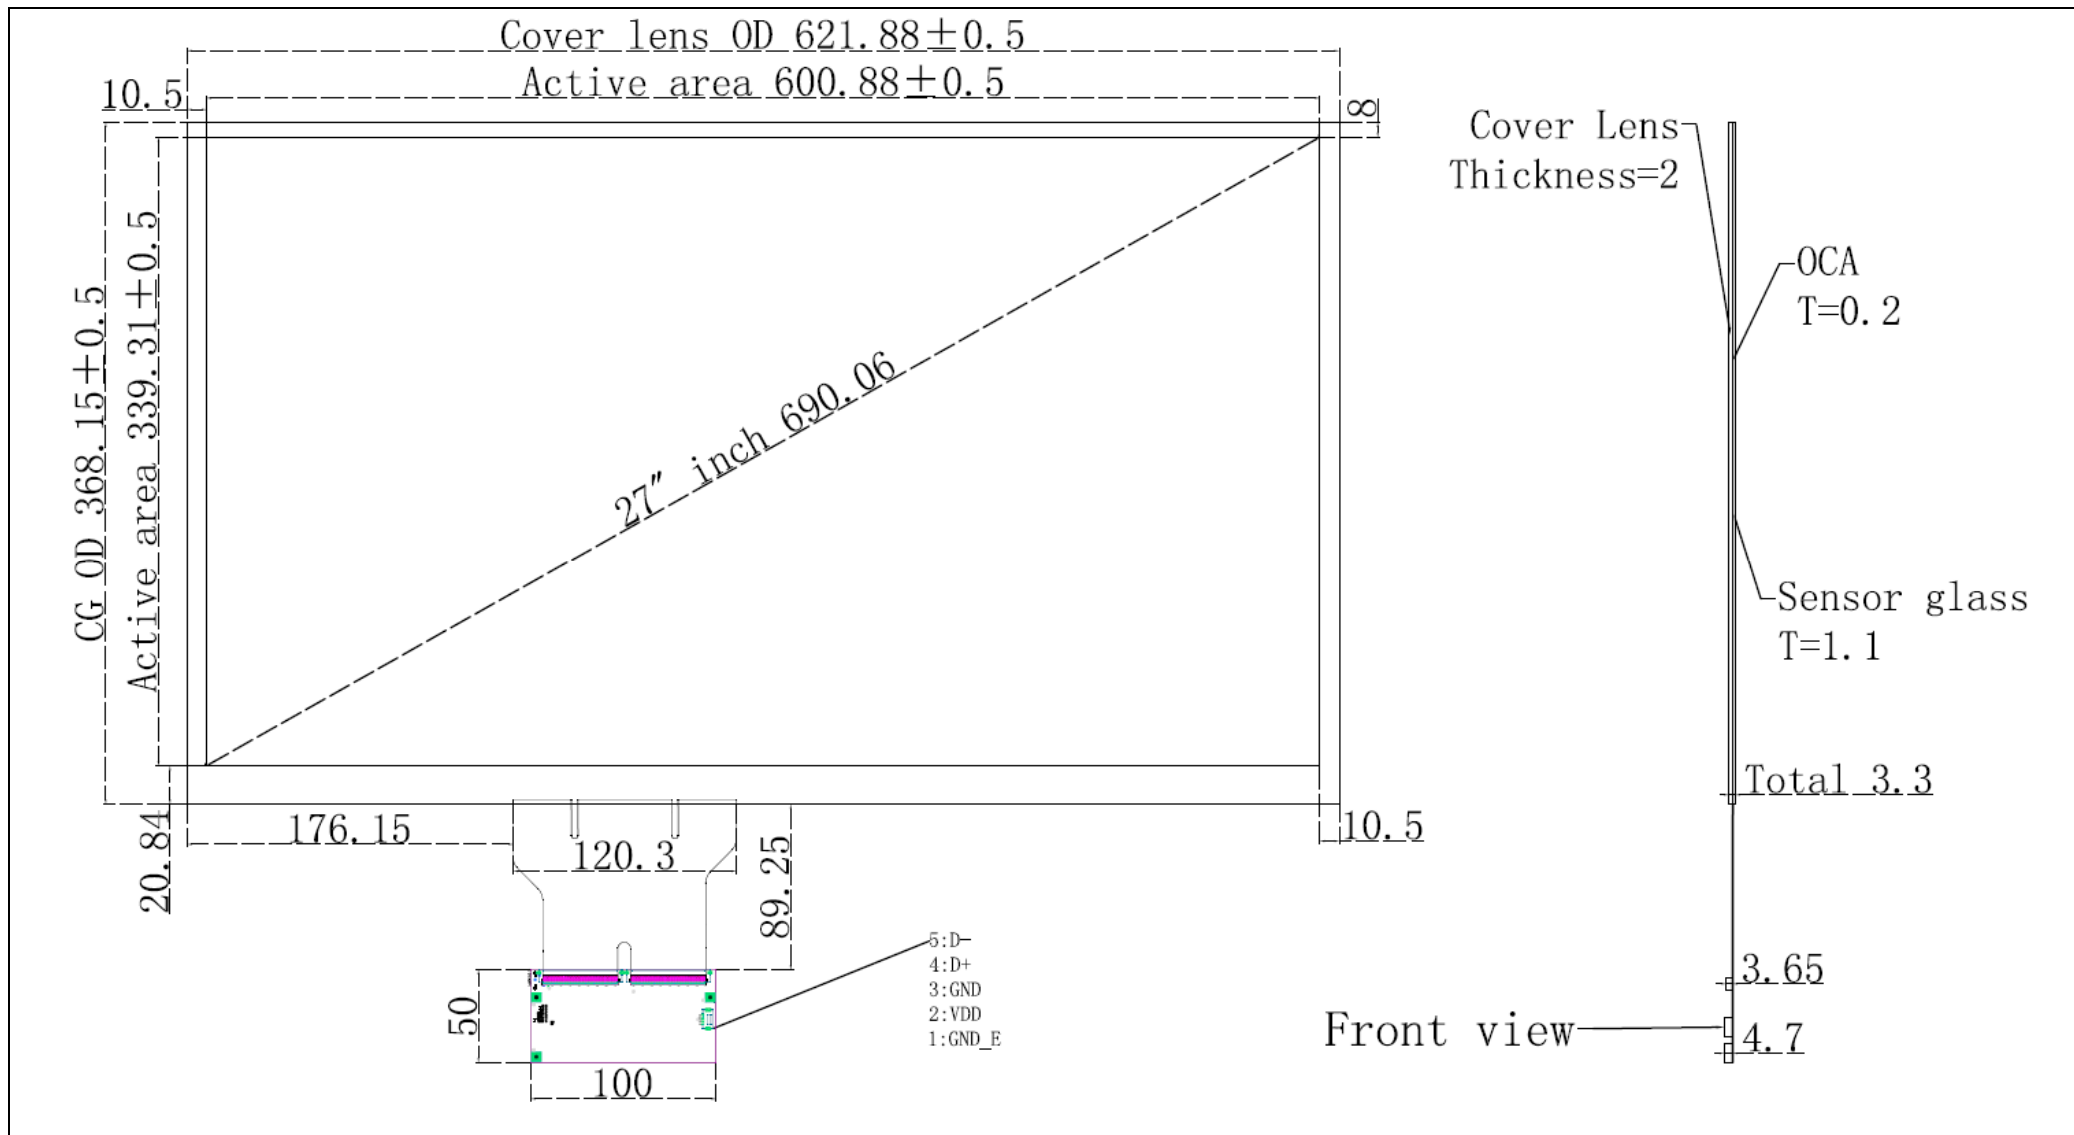 Cover lens OD 621.88±0.5
Active area 600.88±0.5
10.5
8
CG OD 368.15±0.5
Active area 339.31±0.5
27" inch 690.06
Cover Lens
Thickness=2
OCA
T=0.2
Sensor glass
T=1.1
Total 3.3
20.84
176.15
120.3
89.25
10.5
5:D-
4:D+
3:GND
2:VDD
1:GND_E
50
100
3.65
Front view
4.7